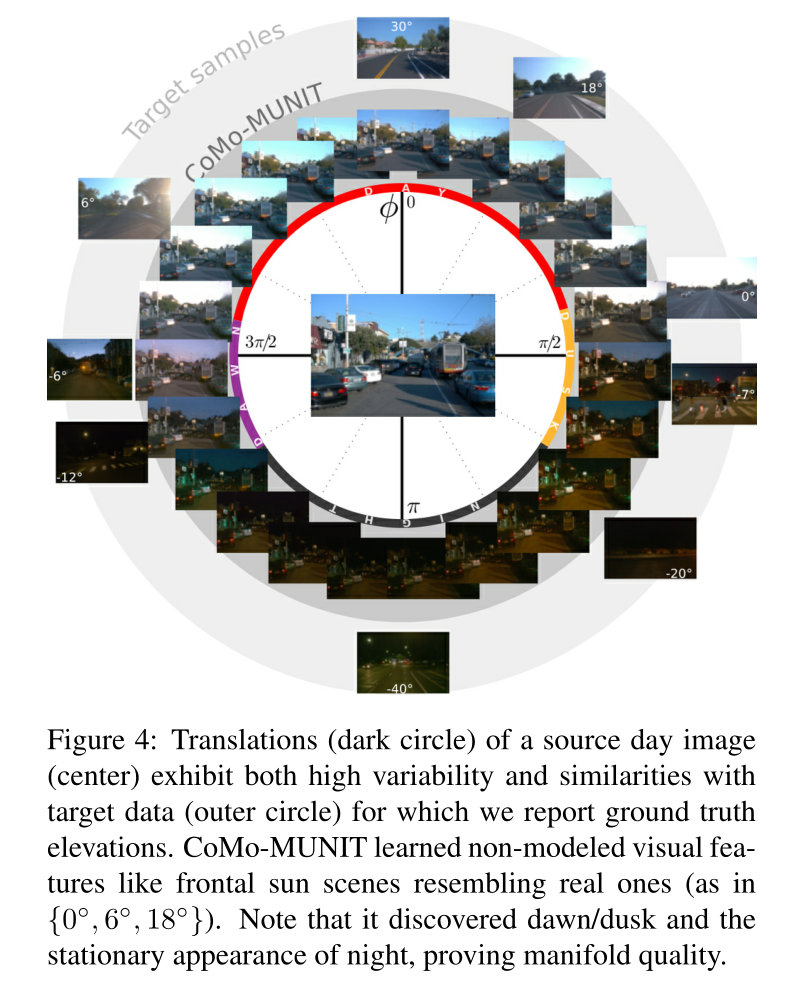 Target samples
CoMo-MUNIT
30°
18°
6°
0°
-6°
-7°
-12°
-20°
-40°
DAY
DUSK
NIGHT
DAWN
ϕ
0
π/2
π
3π/2
Figure 4: Translations (dark circle) of a source day image
(center) exhibit both high variability and similarities with
target data (outer circle) for which we report ground truth
elevations. CoMo-MUNIT learned non-modeled visual fea-
tures like frontal sun scenes resembling real ones (as in
{0°, 6°, 18°}). Note that it discovered dawn/dusk and the
stationary appearance of night, proving manifold quality.